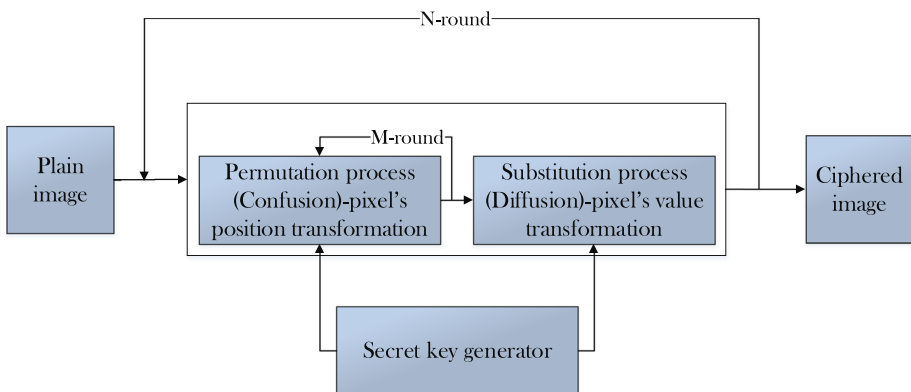 N-round
Plain
image
M-round
Permutation process
(Confusion)-pixel's
position transformation
Substitution process
(Diffusion)-pixel's value
transformation
Ciphered
image
Secret key generator